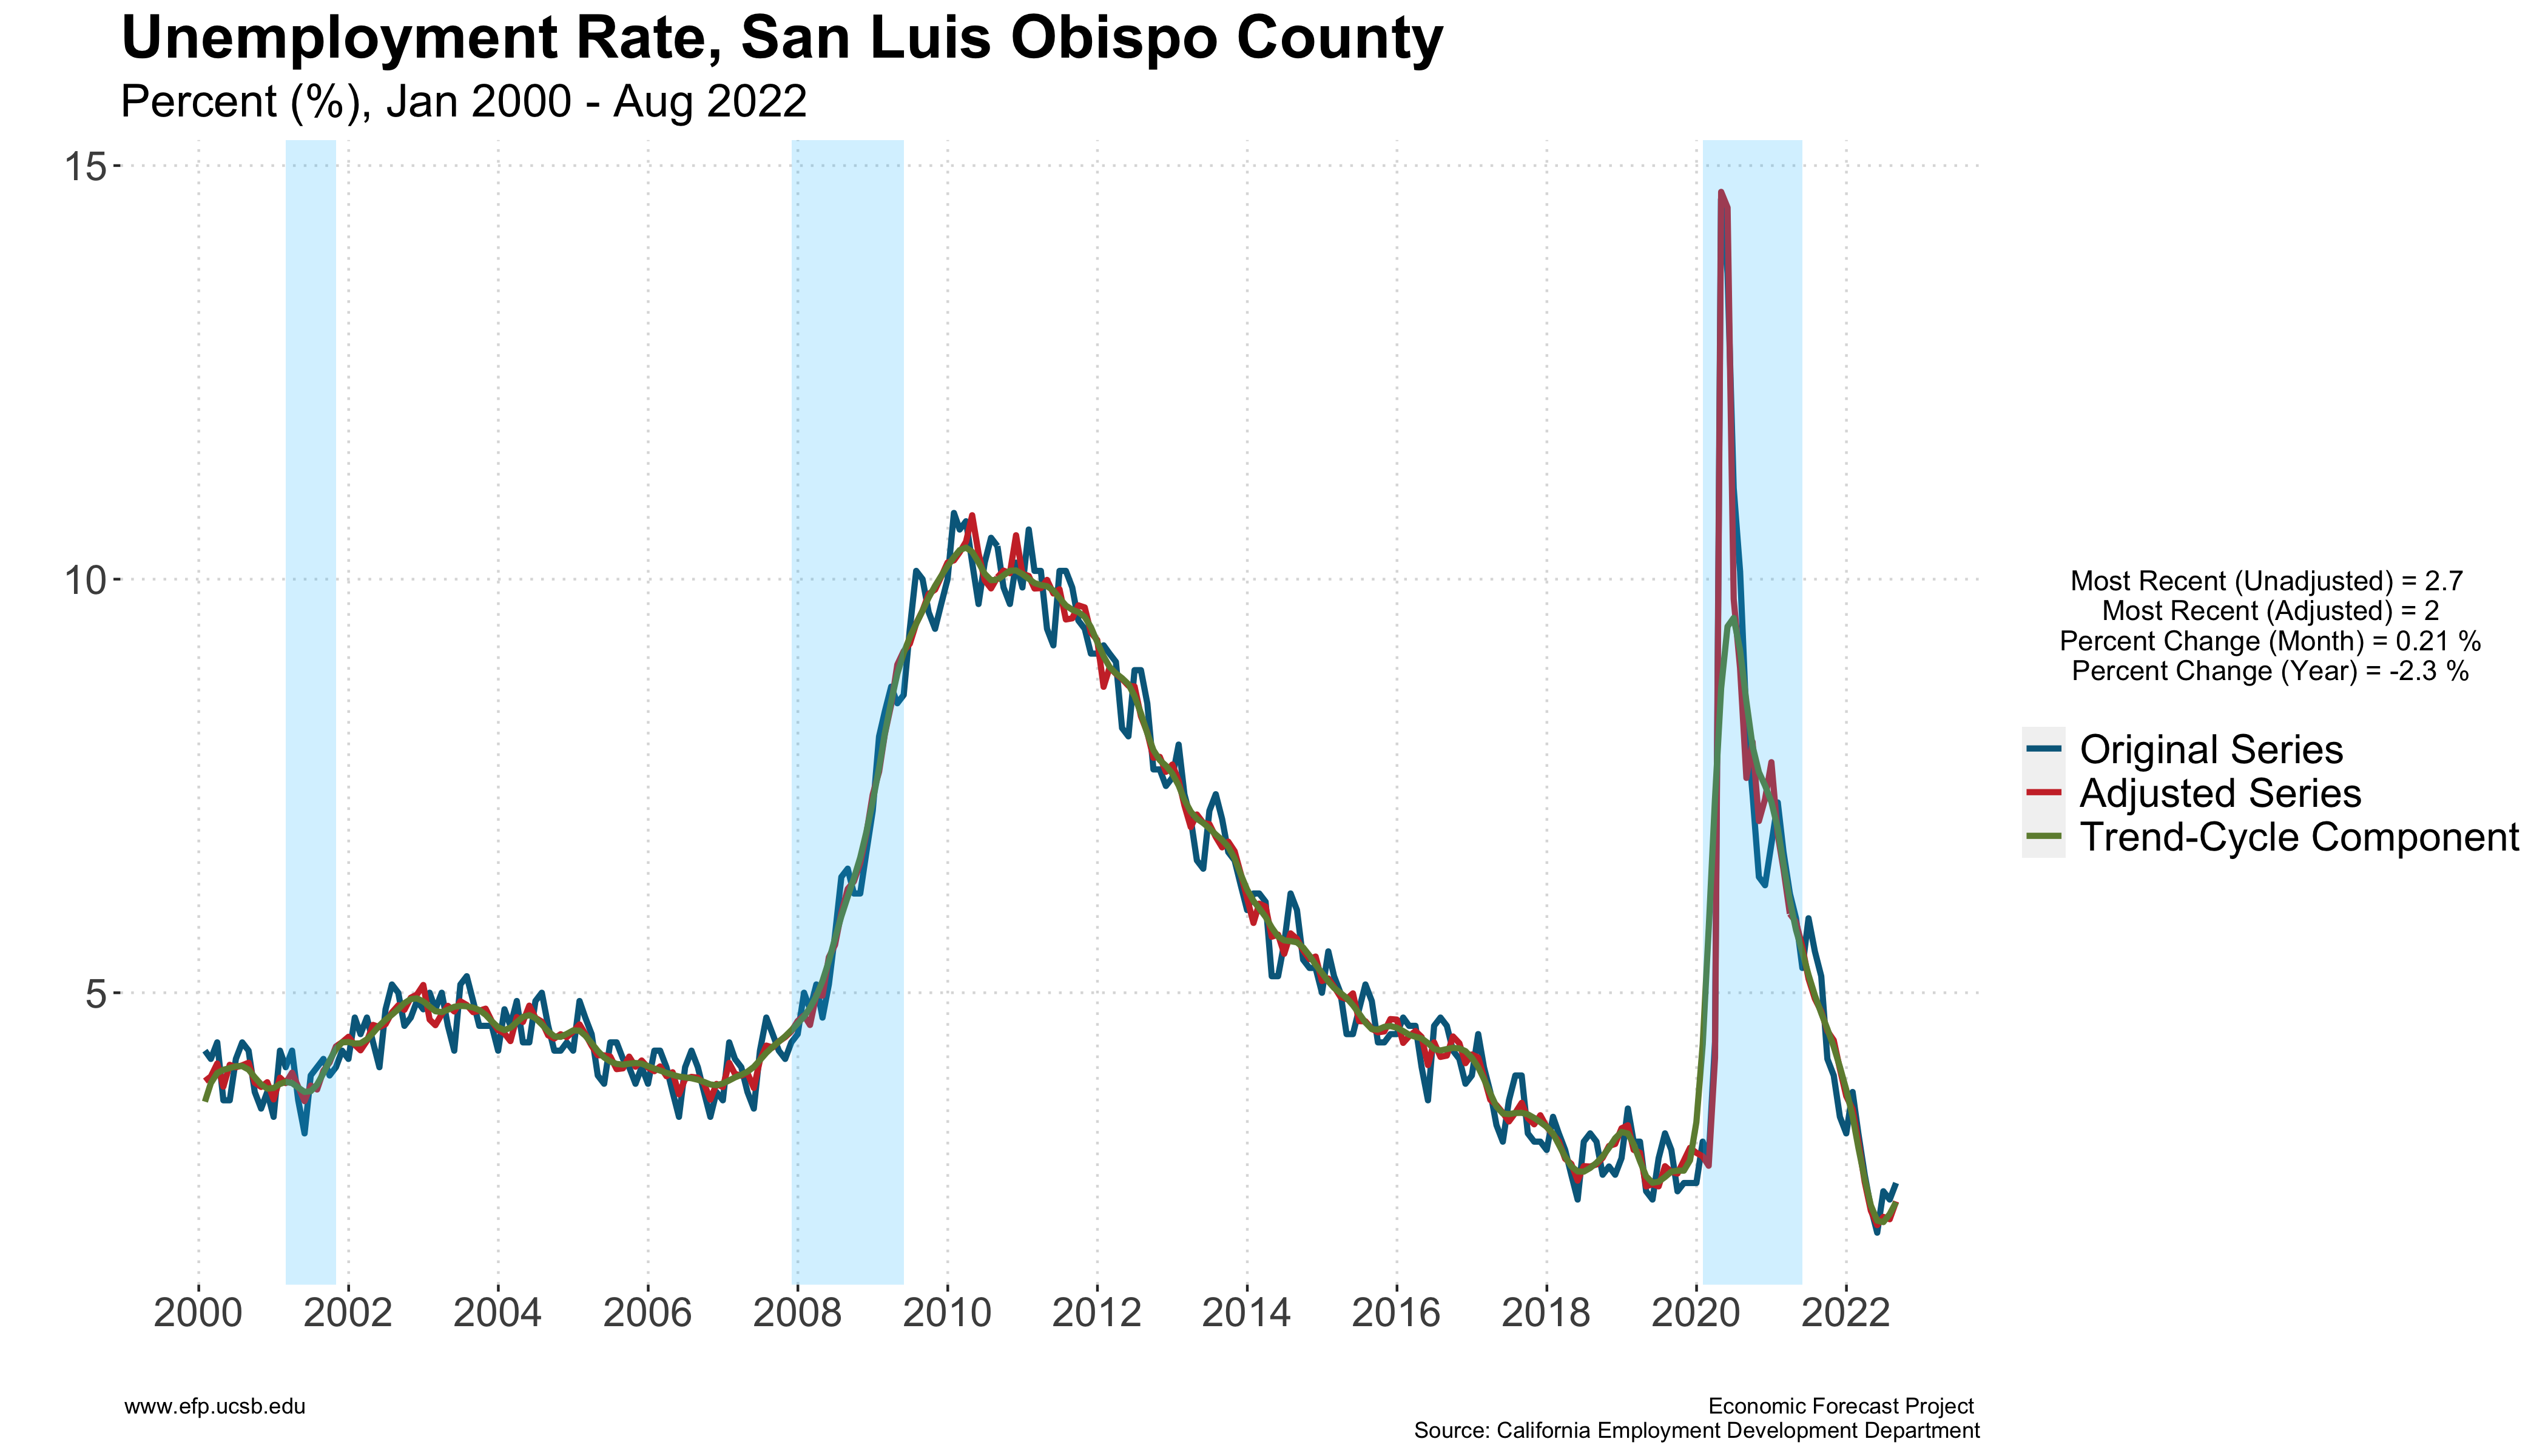 Unemployment Rate, San Luis Obispo County
Percent (%), Jan 2000 - Aug 2022
15
10
5
2000 2002 2004 2006 2008 2010 2012 2014 2016 2018 2020 2022
Most Recent (Unadjusted) = 2.7
Most Recent (Adjusted) = 2
Percent Change (Month) = 0.21 %
Percent Change (Year) = -2.3 %
Original Series
Adjusted Series
Trend-Cycle Component
www.efp.ucsb.edu
Economic Forecast Project
Source: California Employment Development Department